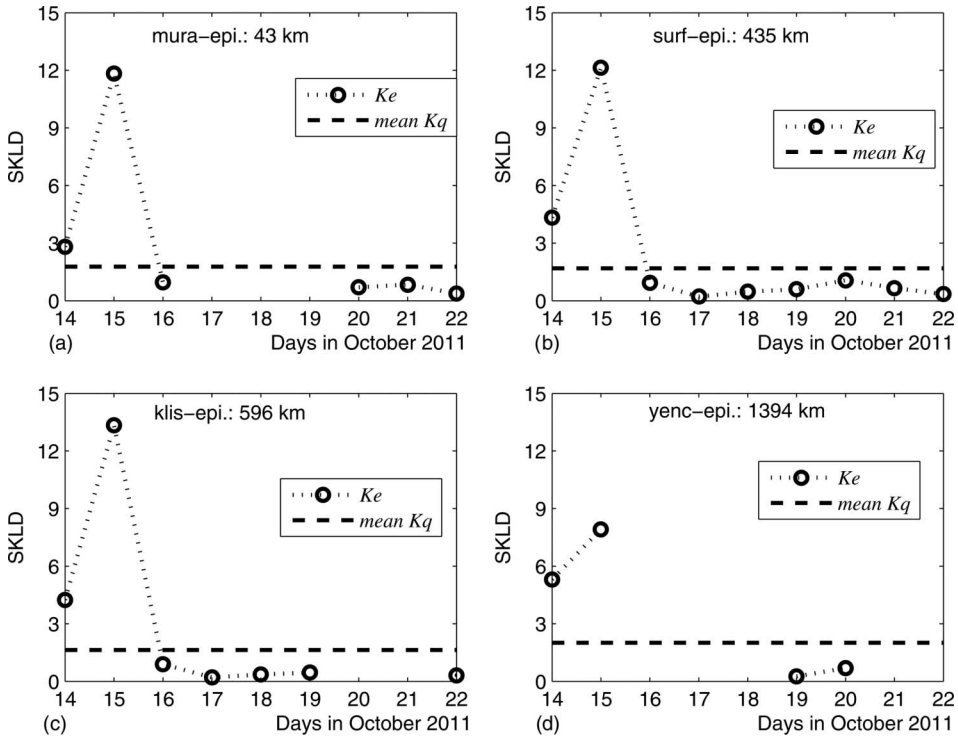 mura-epi.: 43 km
SKLD
15
12
9
6
3
0
Ke
mean Kq
14 15 16 17 18 19 20 21 22
(a) Days in October 2011
surf-epi.: 435 km
SKLD
15
12
9
6
3
0
Ke
mean Kq
14 15 16 17 18 19 20 21 22
(b) Days in October 2011
klis-epi.: 596 km
SKLD
15
12
9
6
3
0
Ke
mean Kq
14 15 16 17 18 19 20 21 22
(c) Days in October 2011
yenc-epi.: 1394 km
SKLD
15
12
9
6
3
0
Ke
mean Kq
14 15 16 17 18 19 20 21 22
(d) Days in October 2011